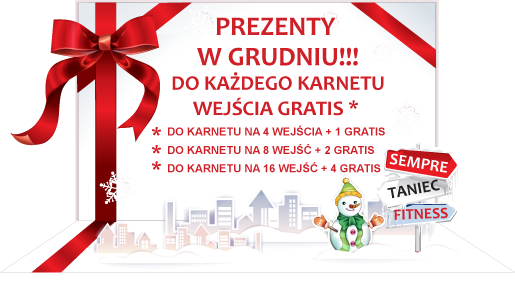 PREZENTY
W GRUDNIU!!!
DO KAŻDEGO KARNETU
WEJŚCIA GRATIS *
* DO KARNETU NA 4 WEJŚCIA + 1 GRATIS
* DO KARNETU NA 8 WEJŚĆ + 2 GRATIS
* DO KARNETU NA 16 WEJŚĆ + 4 GRATIS
SEMPRE
TANIEC
FITNESS